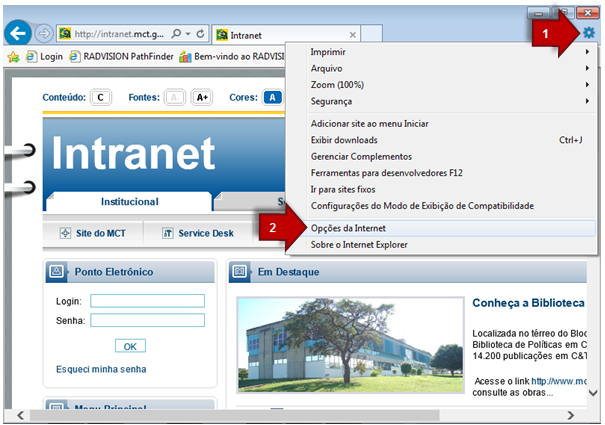 1
http://intranet.mct.g...
Intranet
Login RADVISION PathFinder Bem-vindo ao RADVISI
Imprimir
Arquivo
Zoom (100%)
Segurança
Adicionar site ao menu Iniciar
Exibir downloads Ctrl+J
Gerenciar Complementos
Ferramentas para desenvolvedores F12
Ir para sites fixos
Configurações do Modo de Exibição de Compatibilidade
2
Opções da Internet
Sobre o Internet Explorer
Conteúdo: C Fontes: A- A+ Cores: A
Intranet
Institucional S
Site do MCT Service Desk
Ponto Eletrônico
Login:
Senha:
OK
Esqueci minha senha
Menu Principal
Em Destaque
Conheça a Biblioteca
Localizada no térreo do Bloc
Biblioteca de Políticas em C
14.200 publicações em C&T
Acesse o link http://www.mc
consulte as obras...